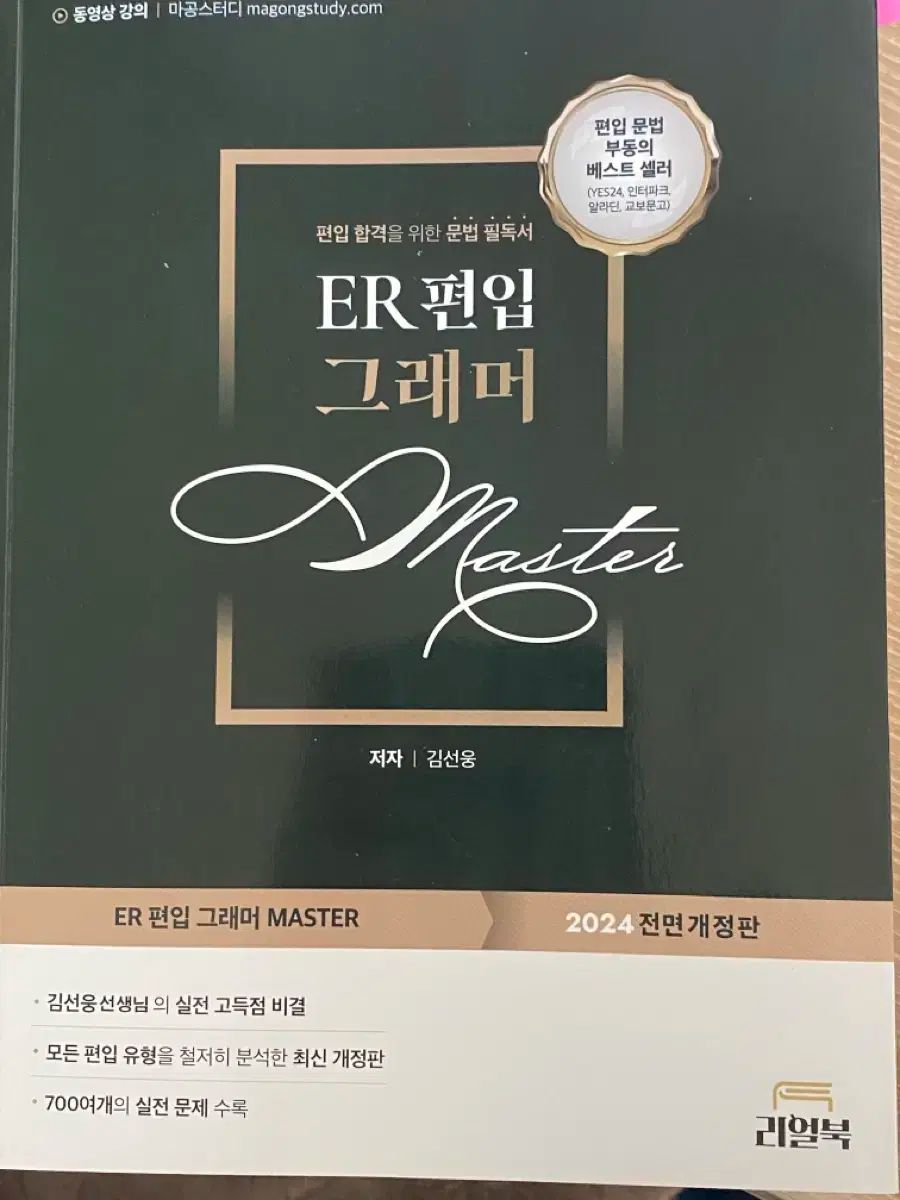 동영상 강의 | 마공스터디 magongstudy.com
편입 문법
부동의
베스트 셀러
(YES24, 인터파크,
알라딘, 교보문고)
편입 합격을 위한 문법 필독서
ER 편입
그래머
Master
저자 | 김선웅
ER 편입 그래머 MASTER
2024 전면개정판
• 김선웅선생님의 실전 고득점 비결
• 모든 편입 유형을 철저히 분석한 최신 개정판
• 700여개의 실전 문제 수록
리얼북